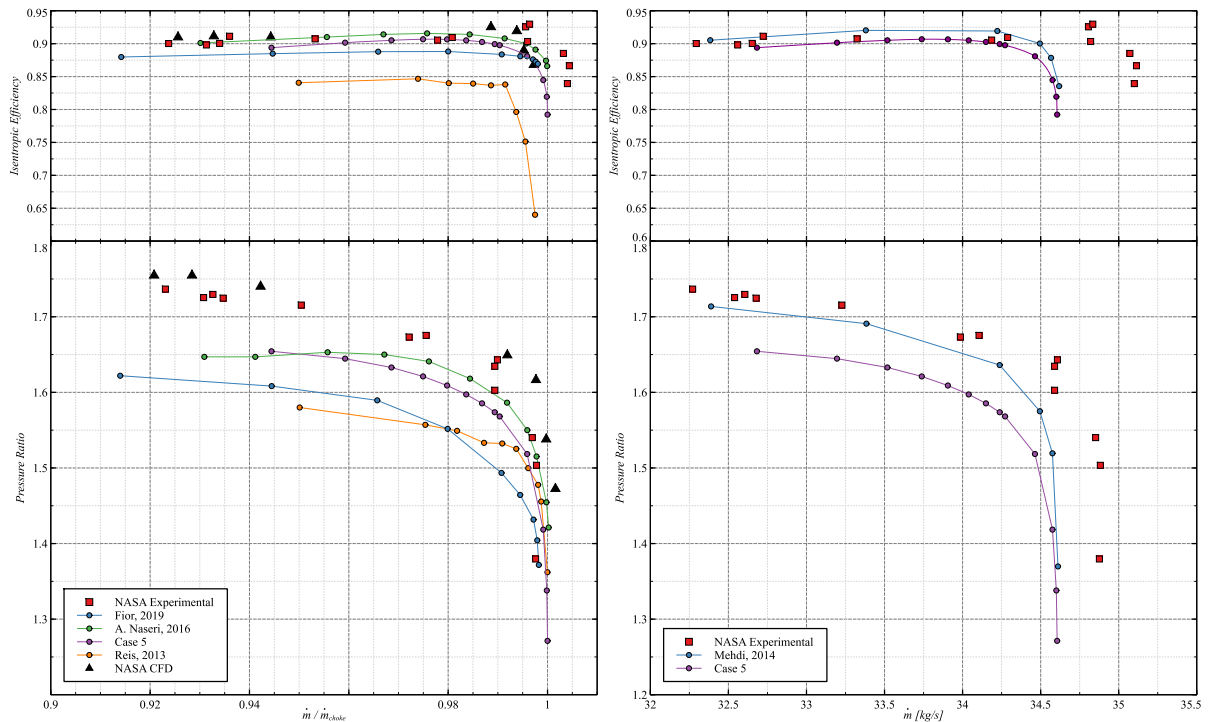 1
0.95
0.9
0.85
0.8
0.75
0.7
0.65
Isentropic Efficiency
1.8
1.7
1.6
1.5
1.4
1.3
1.2
Pressure Ratio
NASA Experimental
Fior, 2019
A. Naseri, 2016
Case 5
Reis, 2013
NASA CFD
0.9 0.92 0.94 0.96 0.98 1
ṁ / ṁchoke
1
0.95
0.9
0.85
0.8
0.75
0.7
0.65
0.6
Isentropic Efficiency
1.8
1.7
1.6
1.5
1.4
1.3
1.2
Pressure Ratio
NASA Experimental
Mehdi, 2014
Case 5
32 32.5 33 33.5 34 34.5 35 35.5
ṁ [kg/s]